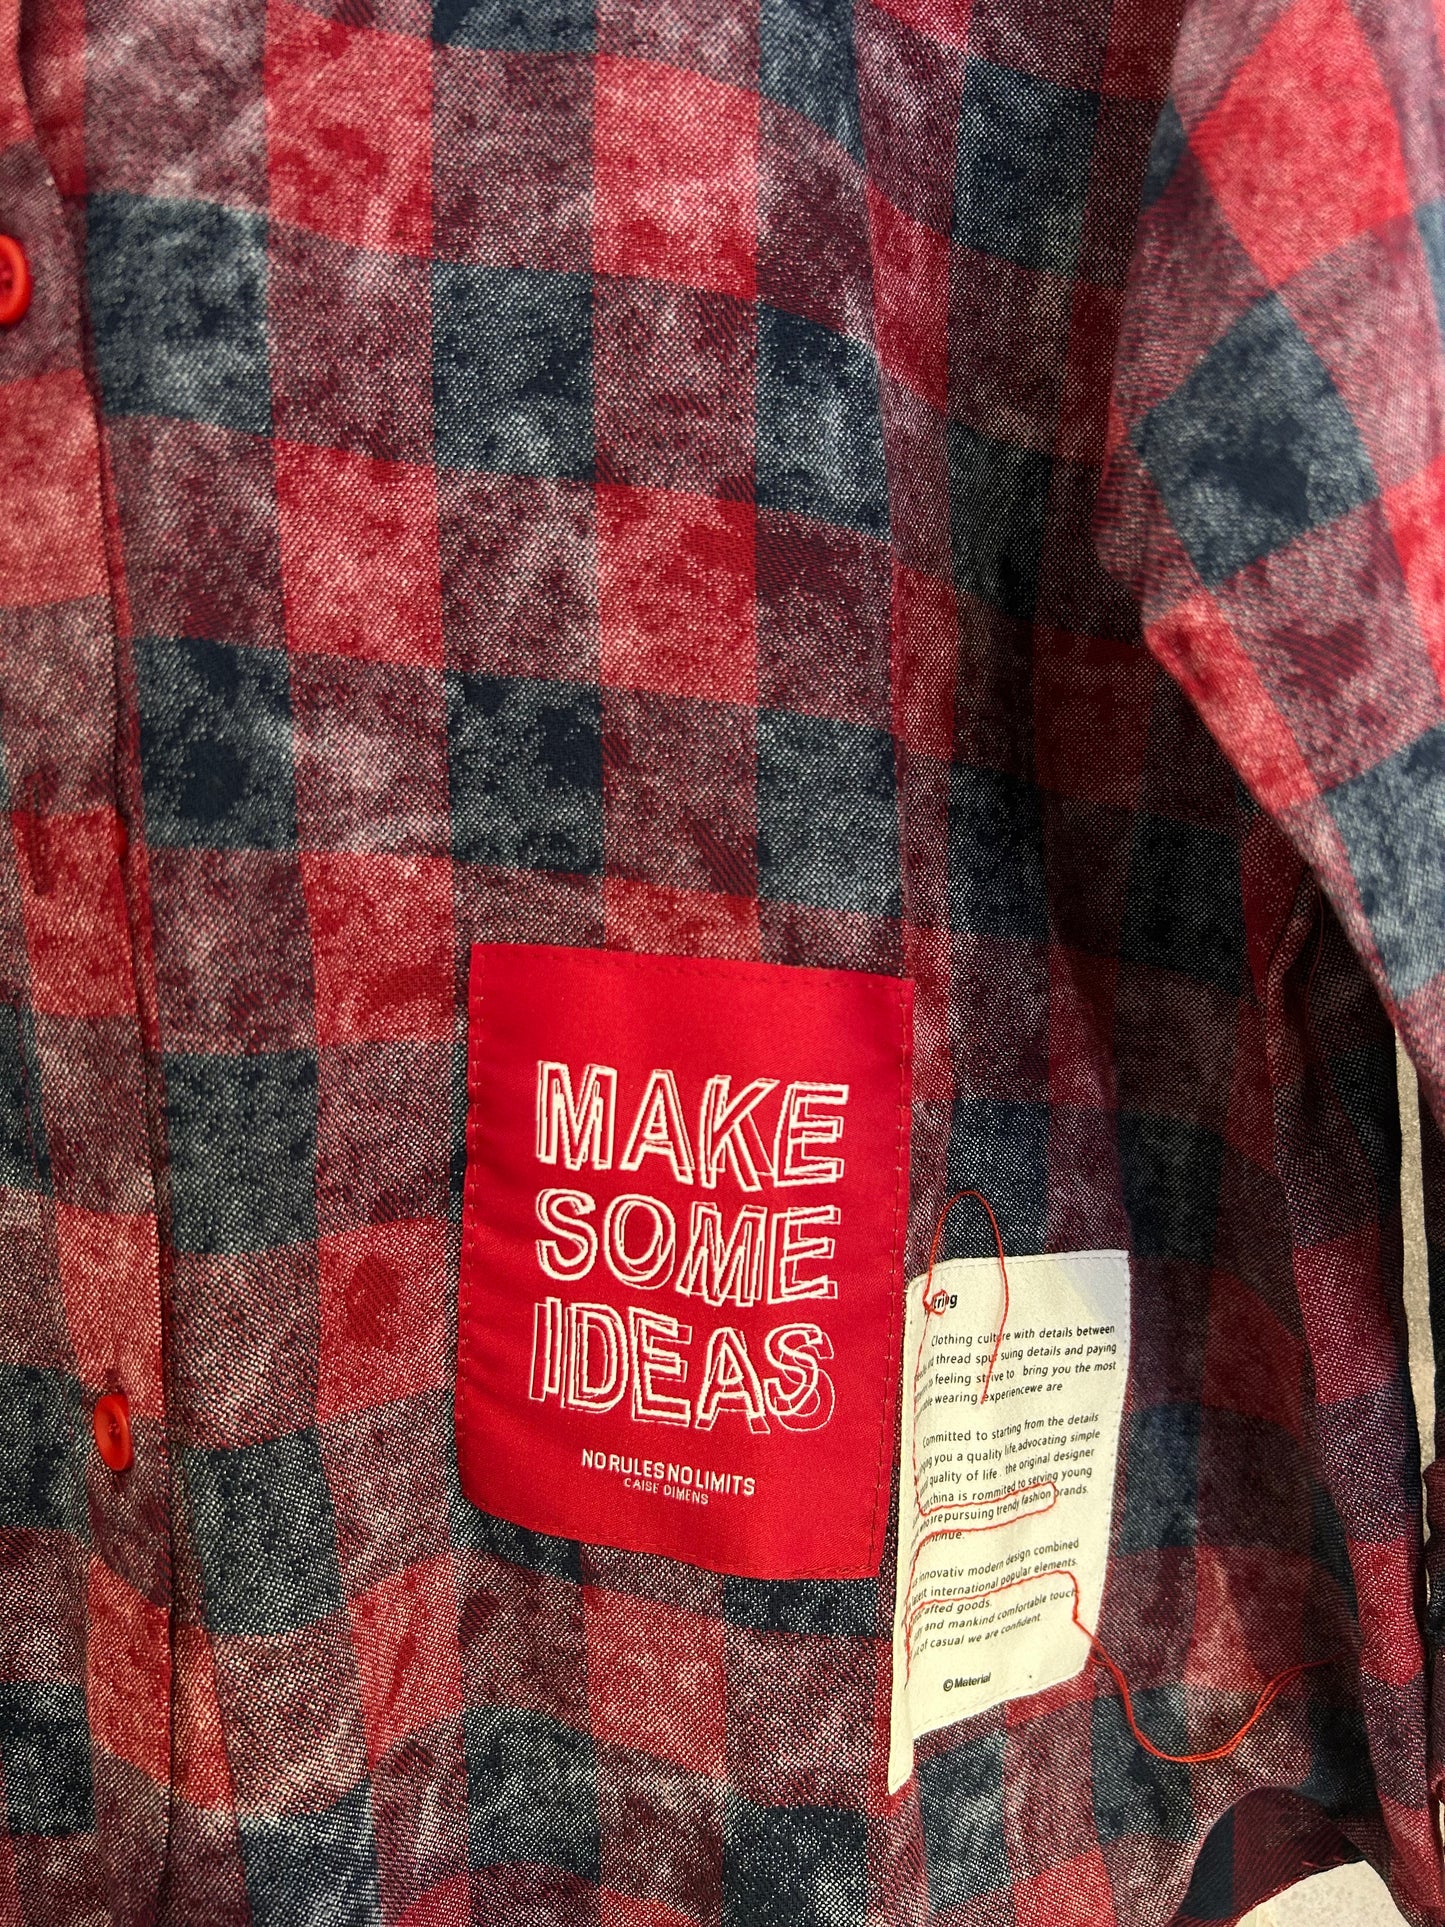 MAKE
SOME
IDEAS
NO RULES NO LIMITS
CAISE DIMENS
Clothing culture with details between
thread spur suing details and paying
feeling strive to bring you the most
wearing experiencewe are
Committed to starting from the details
you a quality life,advocating simple
quality of life. the original designer
china is rommited to serving young
are pursuing trendy fashion brands.
innovativ modern design combined
international popular elements.
afted goods.
and mankind comfortable touch
of casual we are confident.
©Material